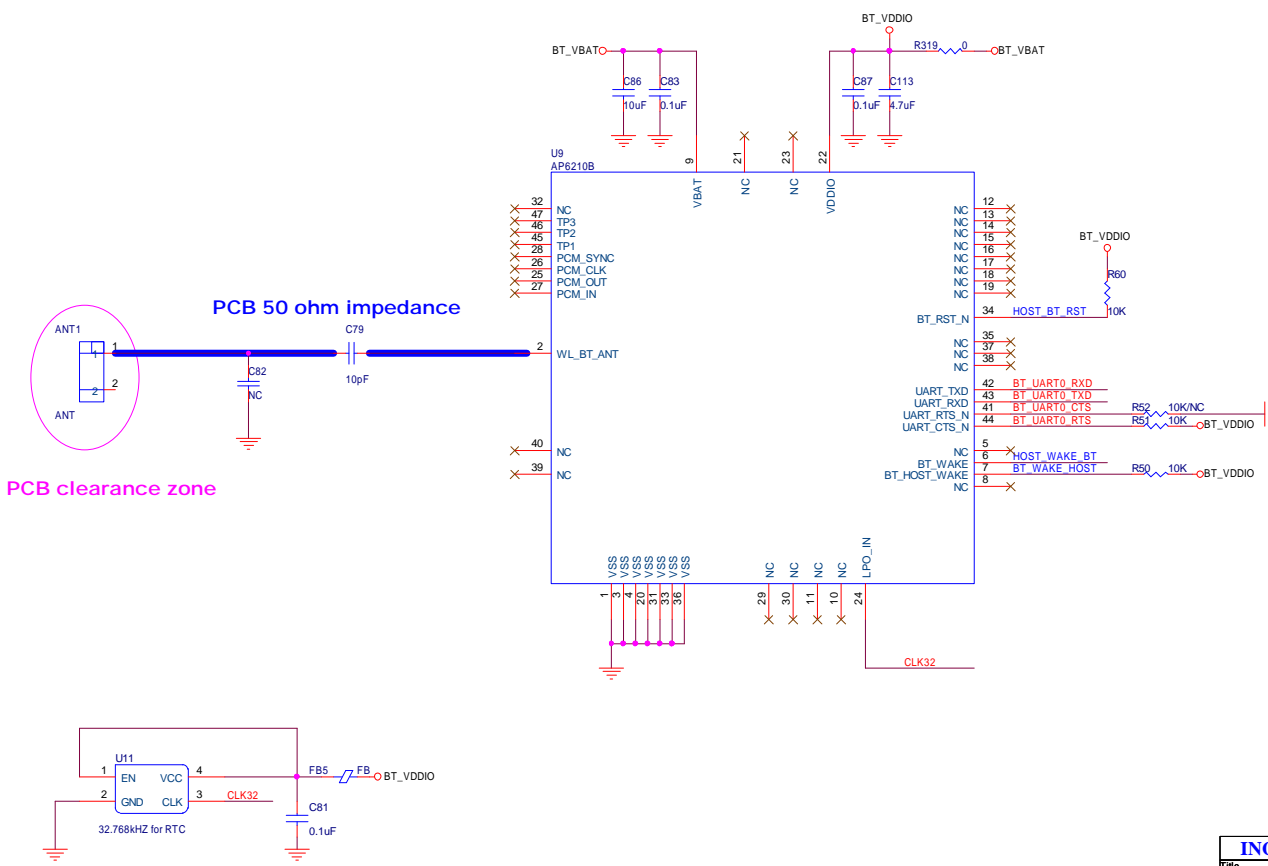 BT_VDDIO
BT_VBAT
R319 0
BT_VBAT
C86
10uF
C83
0.1uF
C87
0.1uF
C113
4.7uF
U9
AP6210B
9
VBAT
21
NC
23
NC
22
VDDIO
32 NC
47 TP3
46 TP2
45 TP1
28 PCM_SYNC
26 PCM_CLK
25 PCM_OUT
27 PCM_IN
2 WL_BT_ANT
40 NC
39 NC
NC 12
NC 13
NC 14
NC 15
NC 16
NC 17
NC 18
NC 19
BT_RST_N 34 HOST_BT_RST
BT_VDDIO
R60
10K
NC 35
NC 37
NC 38
UART_TXD 42 BT_UART0_RXD
UART_RXD 43 BT_UART0_TXD
UART_RTS_N 41 BT_UART0_CTS R52 10K/NC
UART_CTS_N 44 BT_UART0_RTS R51 10K BT_VDDIO
NC 5
BT_WAKE 6 HOST_WAKE_BT
BT_HOST_WAKE 7 BT_WAKE_HOST R50 10K BT_VDDIO
NC 8
PCB 50 ohm impedance
ANT1
1
1
2
2
ANT
C79
10pF
C82
NC
PCB clearance zone
VSS VSS VSS VSS VSS VSS VSS
1 3 4 20 31 33 36
NC NC NC NC LPO_IN
29 30 11 10 24
CLK32
U11
1 EN VCC 4
2 GND CLK 3 CLK32
32.768kHZ for RTC
FB5 FB BT_VDDIO
C81
0.1uF
Title